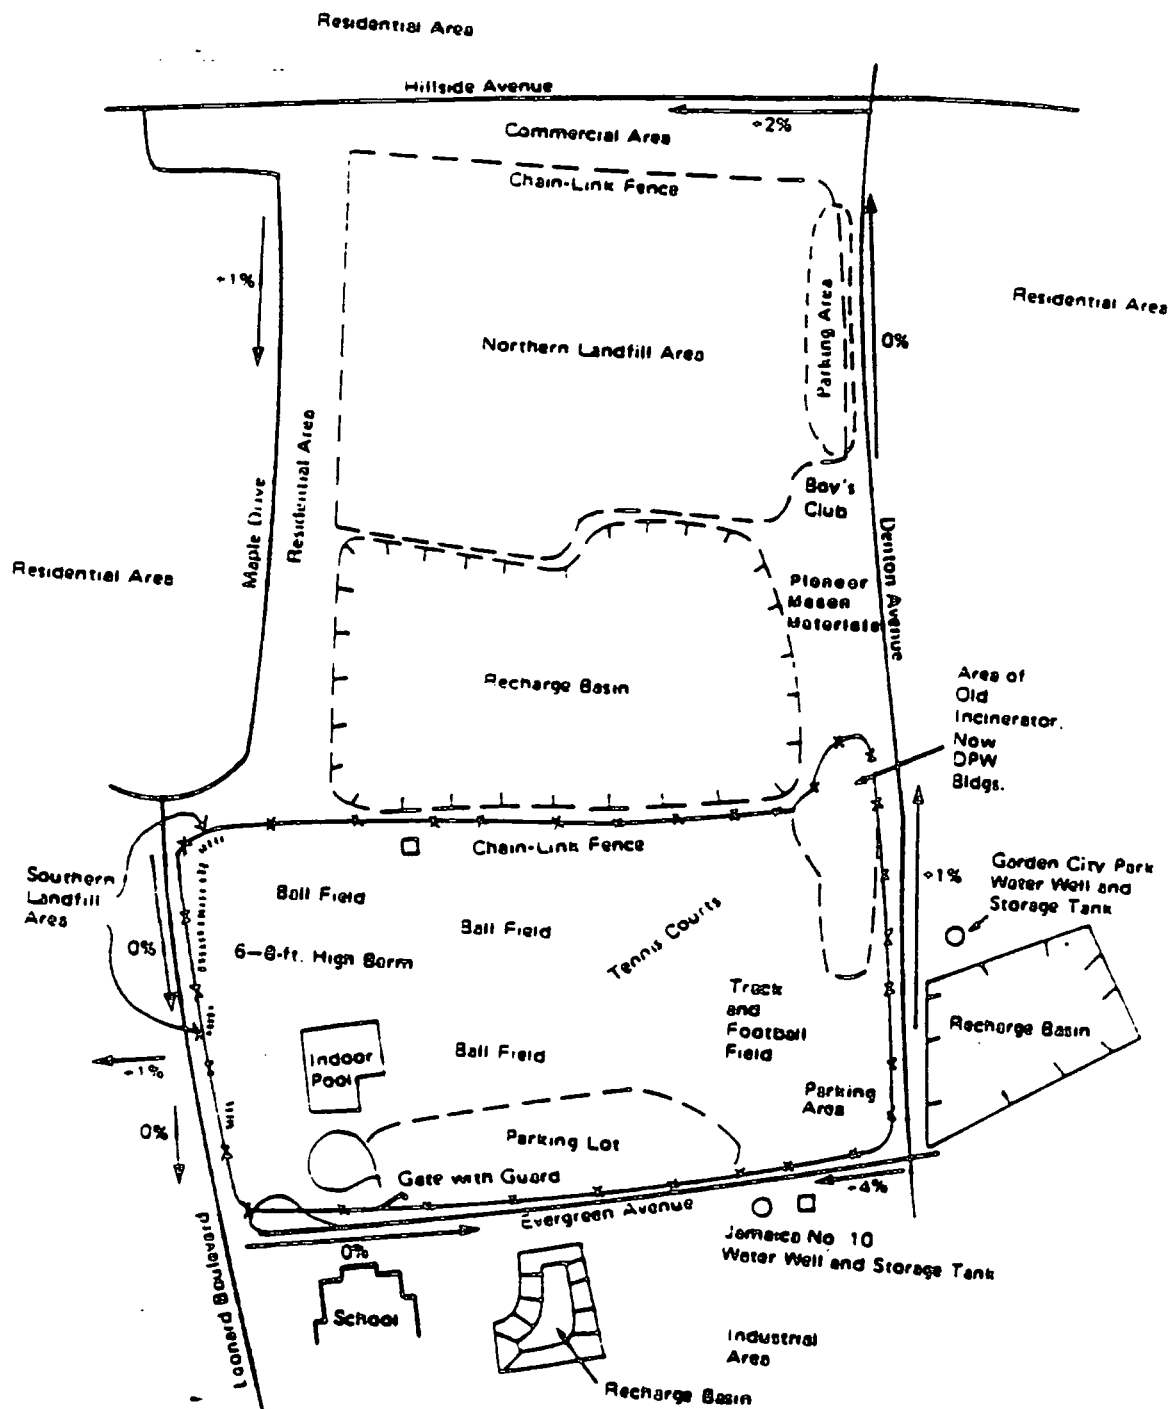 Residential Area
Hillside Avenue
+2%
Commercial Area
Chain-Link Fence
+1%
Parking Area
Residential Area
Northern Landfill Area
0%
Residential Area
Boy's
Club
Maple Drive
Denton Avenue
Residential Area
Pioneer
Mason
Materials
Recharge Basin
Area of
Old
Incinerator.
Now
DPW
Bldgs.
Chain-Link Fence
Southern
Landfill
Area
Ball Field
Ball Field
Tennis Courts
+1%
Garden City Park
Water Well and
Storage Tank
0%
6-8-ft. High Berm
Track
and
Football
Field
Recharge Basin
Indoor
Pool
Ball Field
+1%
Parking
Area
0%
Parking Lot
Gate with Guard
+4%
Evergreen Avenue
Jamaica No. 10
Water Well and Storage Tank
0%
Leonard Boulevard
School
Industrial
Area
Recharge Basin